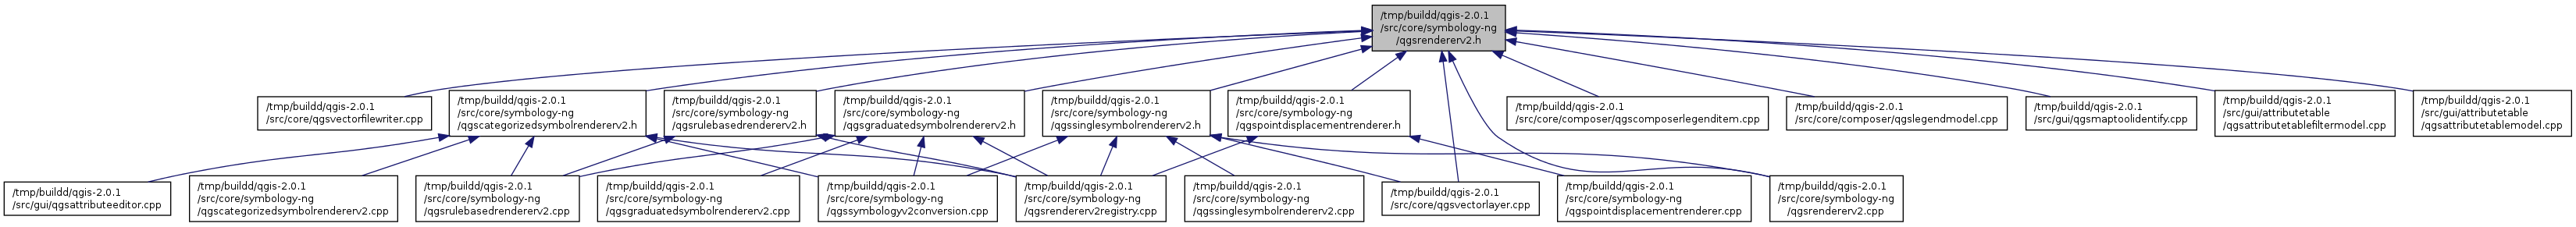 /tmp/buildd/qgis-2.0.1
/src/core/symbology-ng
/qgsrendererv2.h
/tmp/buildd/qgis-2.0.1
/src/core/qgsvectorfilewriter.cpp
/tmp/buildd/qgis-2.0.1
/src/core/symbology-ng
/qgscategorizedsymbolrendererv2.h
/tmp/buildd/qgis-2.0.1
/src/core/symbology-ng
/qgsrulebasedrendererv2.h
/tmp/buildd/qgis-2.0.1
/src/core/symbology-ng
/qgsgraduatedsymbolrendererv2.h
/tmp/buildd/qgis-2.0.1
/src/core/symbology-ng
/qgssinglesymbolrendererv2.h
/tmp/buildd/qgis-2.0.1
/src/core/symbology-ng
/qgspointdisplacementrenderer.h
/tmp/buildd/qgis-2.0.1
/src/core/composer/qgscomposerlegenditem.cpp
/tmp/buildd/qgis-2.0.1
/src/core/composer/qgslegendmodel.cpp
/tmp/buildd/qgis-2.0.1
/src/gui/qgsmaptoolidentify.cpp
/tmp/buildd/qgis-2.0.1
/src/gui/attributetable
/qgsattributetablefiltermodel.cpp
/tmp/buildd/qgis-2.0.1
/src/gui/attributetable
/qgsattributetablemodel.cpp
/tmp/buildd/qgis-2.0.1
/src/gui/qgsattributeeditor.cpp
/tmp/buildd/qgis-2.0.1
/src/core/symbology-ng
/qgscategorizedsymbolrendererv2.cpp
/tmp/buildd/qgis-2.0.1
/src/core/symbology-ng
/qgsrulebasedrendererv2.cpp
/tmp/buildd/qgis-2.0.1
/src/core/symbology-ng
/qgsgraduatedsymbolrendererv2.cpp
/tmp/buildd/qgis-2.0.1
/src/core/symbology-ng
/qgssymbologyv2conversion.cpp
/tmp/buildd/qgis-2.0.1
/src/core/symbology-ng
/qgsrendererv2registry.cpp
/tmp/buildd/qgis-2.0.1
/src/core/symbology-ng
/qgssinglesymbolrendererv2.cpp
/tmp/buildd/qgis-2.0.1
/src/core/qgsvectorlayer.cpp
/tmp/buildd/qgis-2.0.1
/src/core/symbology-ng
/qgspointdisplacementrenderer.cpp
/tmp/buildd/qgis-2.0.1
/src/core/symbology-ng
/qgsrendererv2.cpp